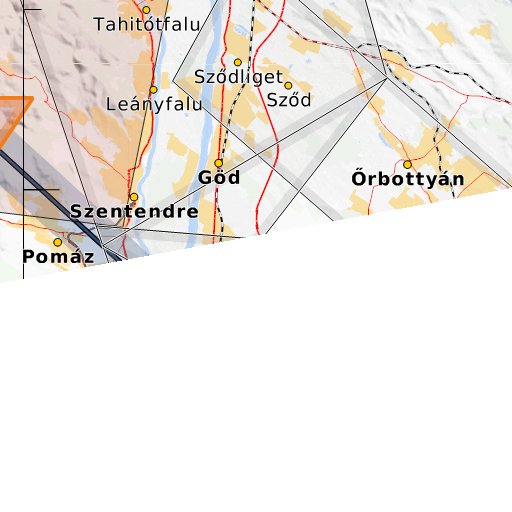 Tahitótfalu
Sződliget
Leányfalu
Sződ
Göd
Őrbottyán
Szentendre
Pomáz